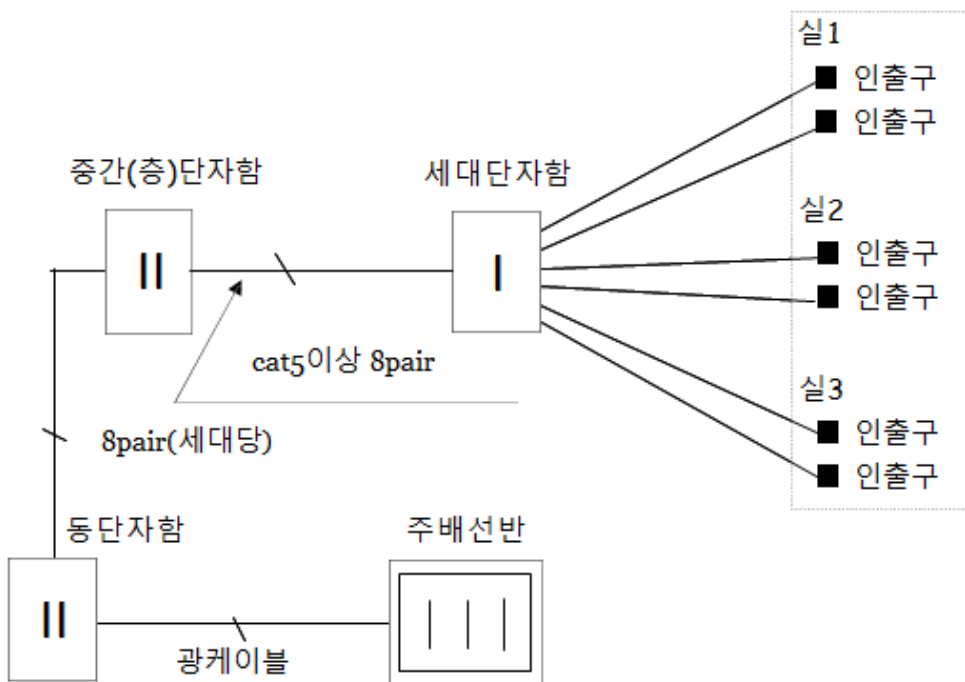 실1
인출구
인출구
중간(층)단자함
세대단자함
실2
인출구
인출구
cat5이상 8pair
실3
인출구
인출구
8pair(세대당)
동단자함
주배선반
광케이블